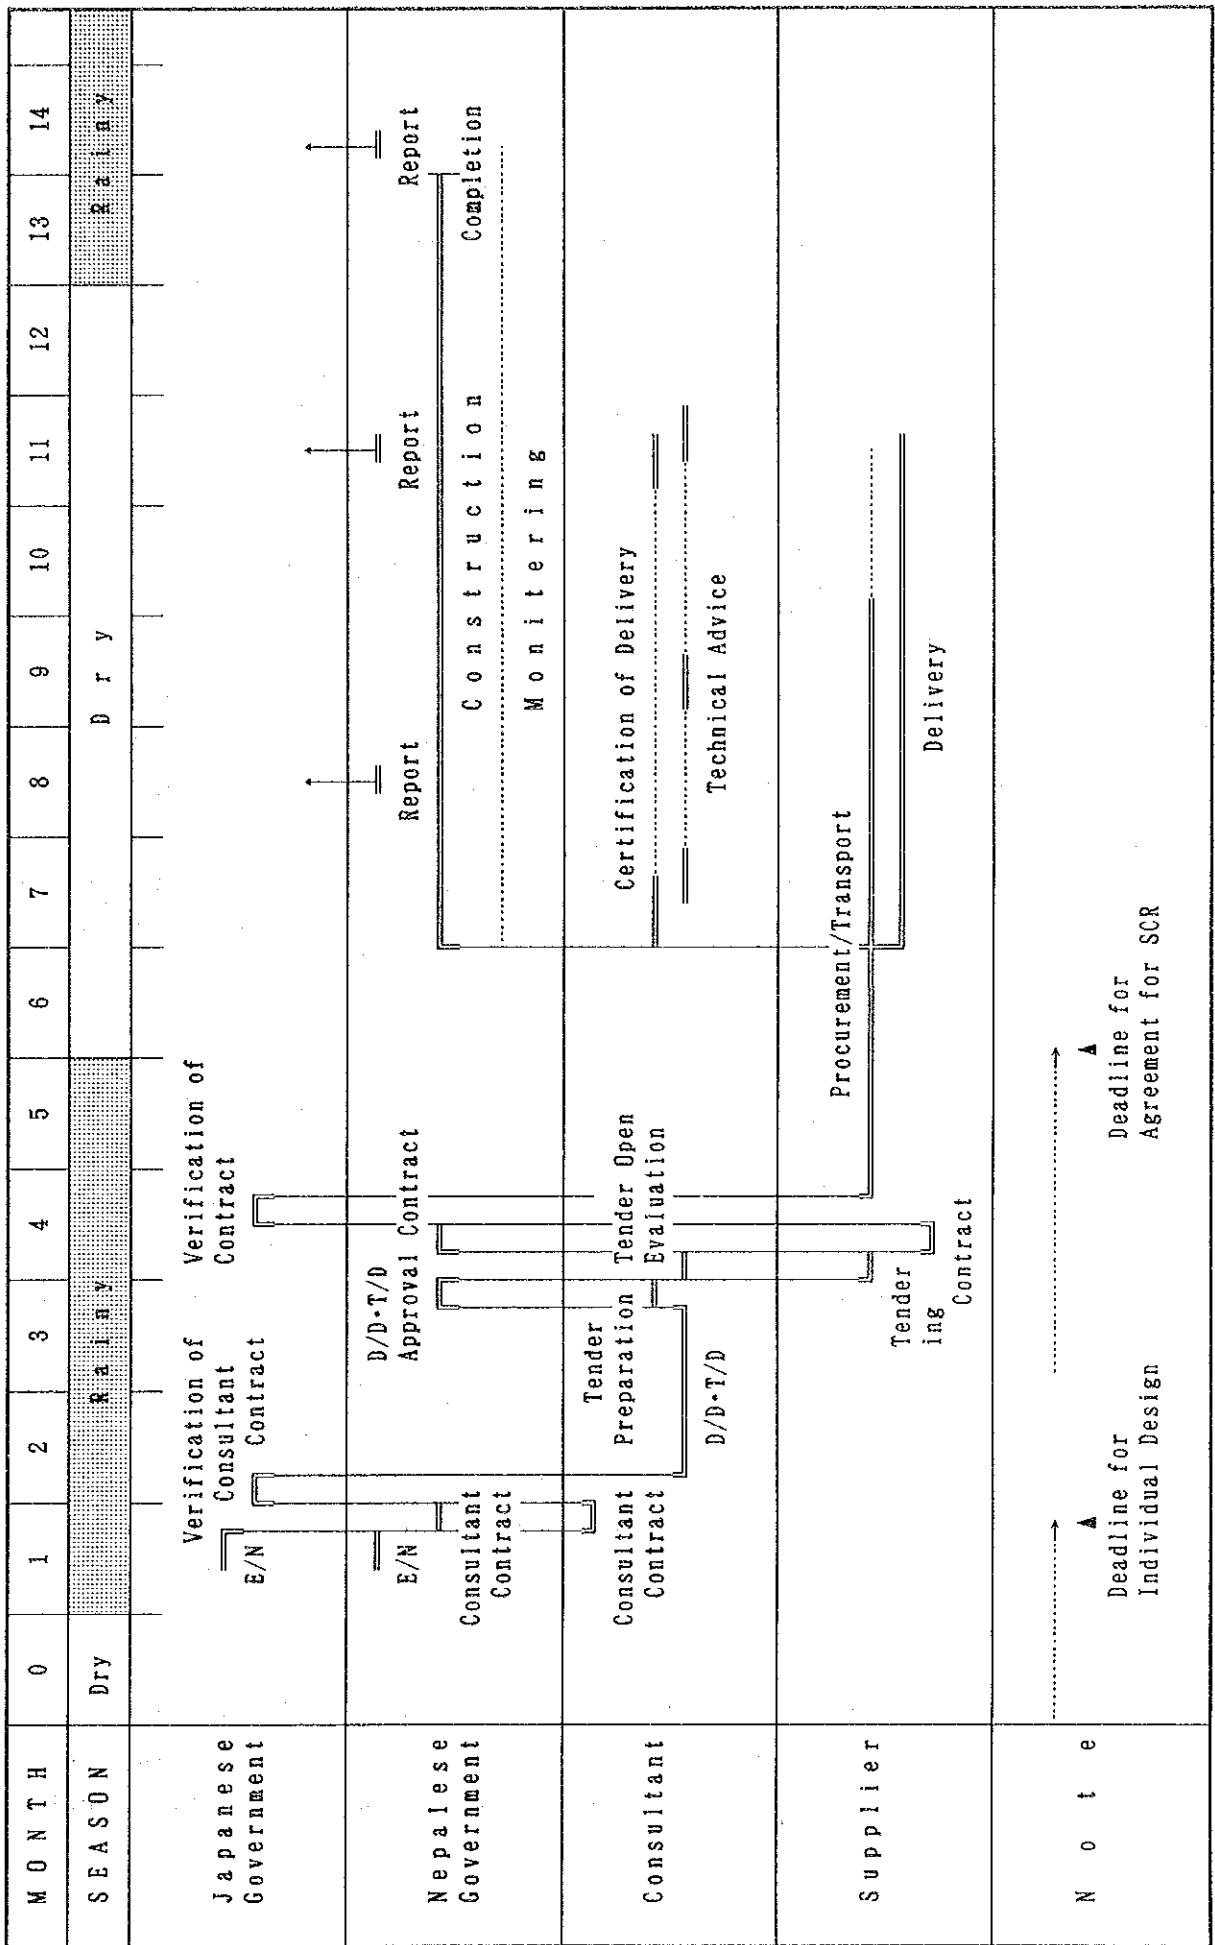 MONTH 0 1 2 3 4 5 6 7 8 9 10 11 12 13 14
SEASON Dry Rainy Dry Rainy
Japanese
Government
E/N
Verification of
Consultant
Contract
Verification of
Contract
Nepalese
Government
E/N
Consultant
Contract
D/D·T/D
Approval Contract
Report
Report
Report
Construction
Completion
Monitering
Consultant
Consultant
Contract
Tender
Preparation
D/D·T/D
Tender Open
Evaluation
Certification of Delivery
Technical Advice
Supplier
Tender
ing
Contract
Procurement/Transport
Delivery
Note
Deadline for
Individual Design
Deadline for
Agreement for SCR